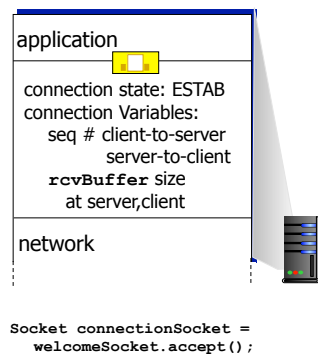 application
connection state: ESTAB
connection Variables:
seq # client-to-server
server-to-client
rcvBuffer size
at server,client
network
Socket connectionSocket =
welcomeSocket.accept();